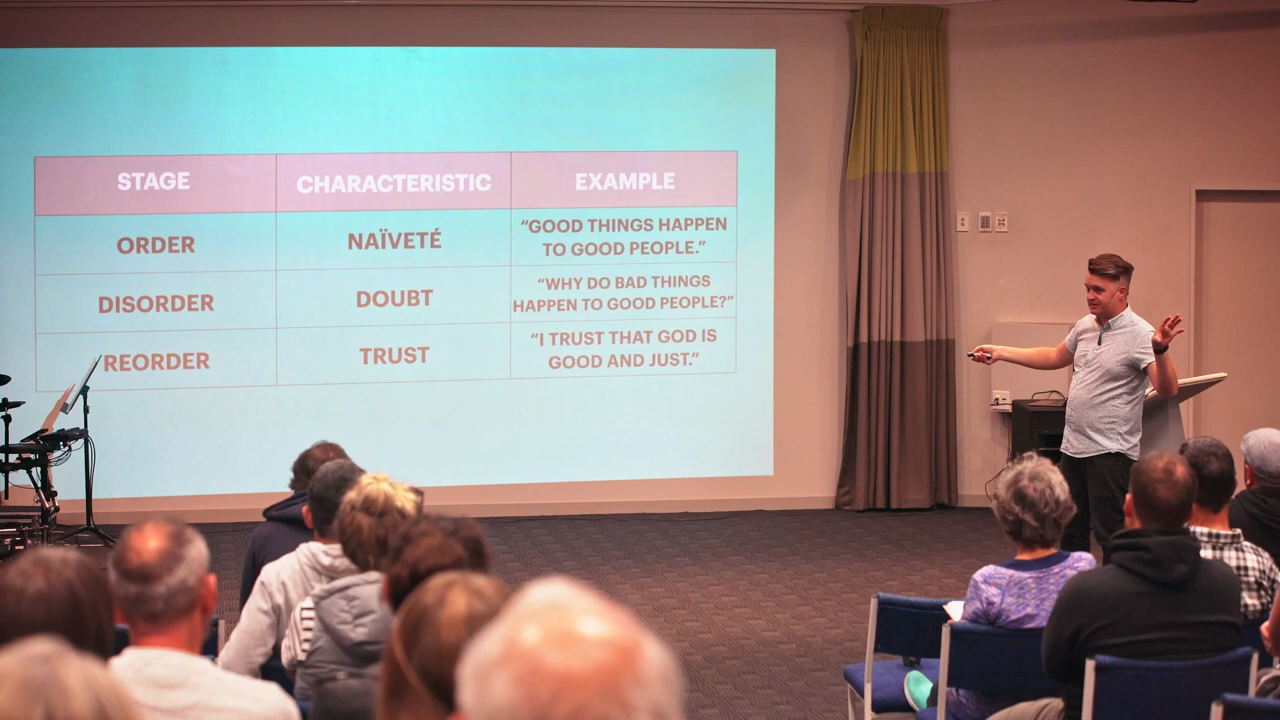 STAGE CHARACTERISTIC EXAMPLE
ORDER NAÏVETÉ “GOOD THINGS HAPPEN
TO GOOD PEOPLE.”
DISORDER DOUBT “WHY DO BAD THINGS
HAPPEN TO GOOD PEOPLE?”
REORDER TRUST “I TRUST THAT GOD IS
GOOD AND JUST.”